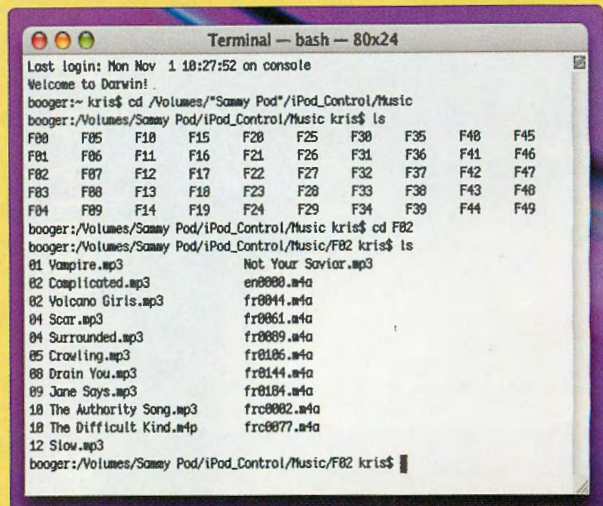 Terminal — bash — 80x24
Last login: Mon Nov 1 10:27:52 on console
Welcome to Darwin!
booger:~ kris$ cd /Volumes/"Sammy Pod"/iPod_Control/Music
booger:/Volumes/Sammy Pod/iPod_Control/Music kris$ ls
F00 F05 F10 F15 F20 F25 F30 F35 F40 F45
F01 F06 F11 F16 F21 F26 F31 F36 F41 F46
F02 F07 F12 F17 F22 F27 F32 F37 F42 F47
F03 F08 F13 F18 F23 F28 F33 F38 F43 F48
F04 F09 F14 F19 F24 F29 F34 F39 F44 F49
booger:/Volumes/Sammy Pod/iPod_Control/Music kris$ cd F02
booger:/Volumes/Sammy Pod/iPod_Control/Music/F02 kris$ ls
01 Vampire.mp3 Not Your Savior.mp3
02 Complicated.mp3 en0008.m4a
02 Volcano Girls.mp3 fr0044.m4a
04 Scar.mp3 fr0061.m4a
04 Surrounded.mp3 fr0089.m4a
05 Crawling.mp3 fr0106.m4a
08 Drain You.mp3 fr0144.m4a
09 Jane Says.mp3 fr0184.m4a
10 The Authority Song.mp3 frc0002.m4a
10 The Difficult Kind.m4p frc0077.m4a
12 Slow.mp3
booger:/Volumes/Sammy Pod/iPod_Control/Music/F02 kris$